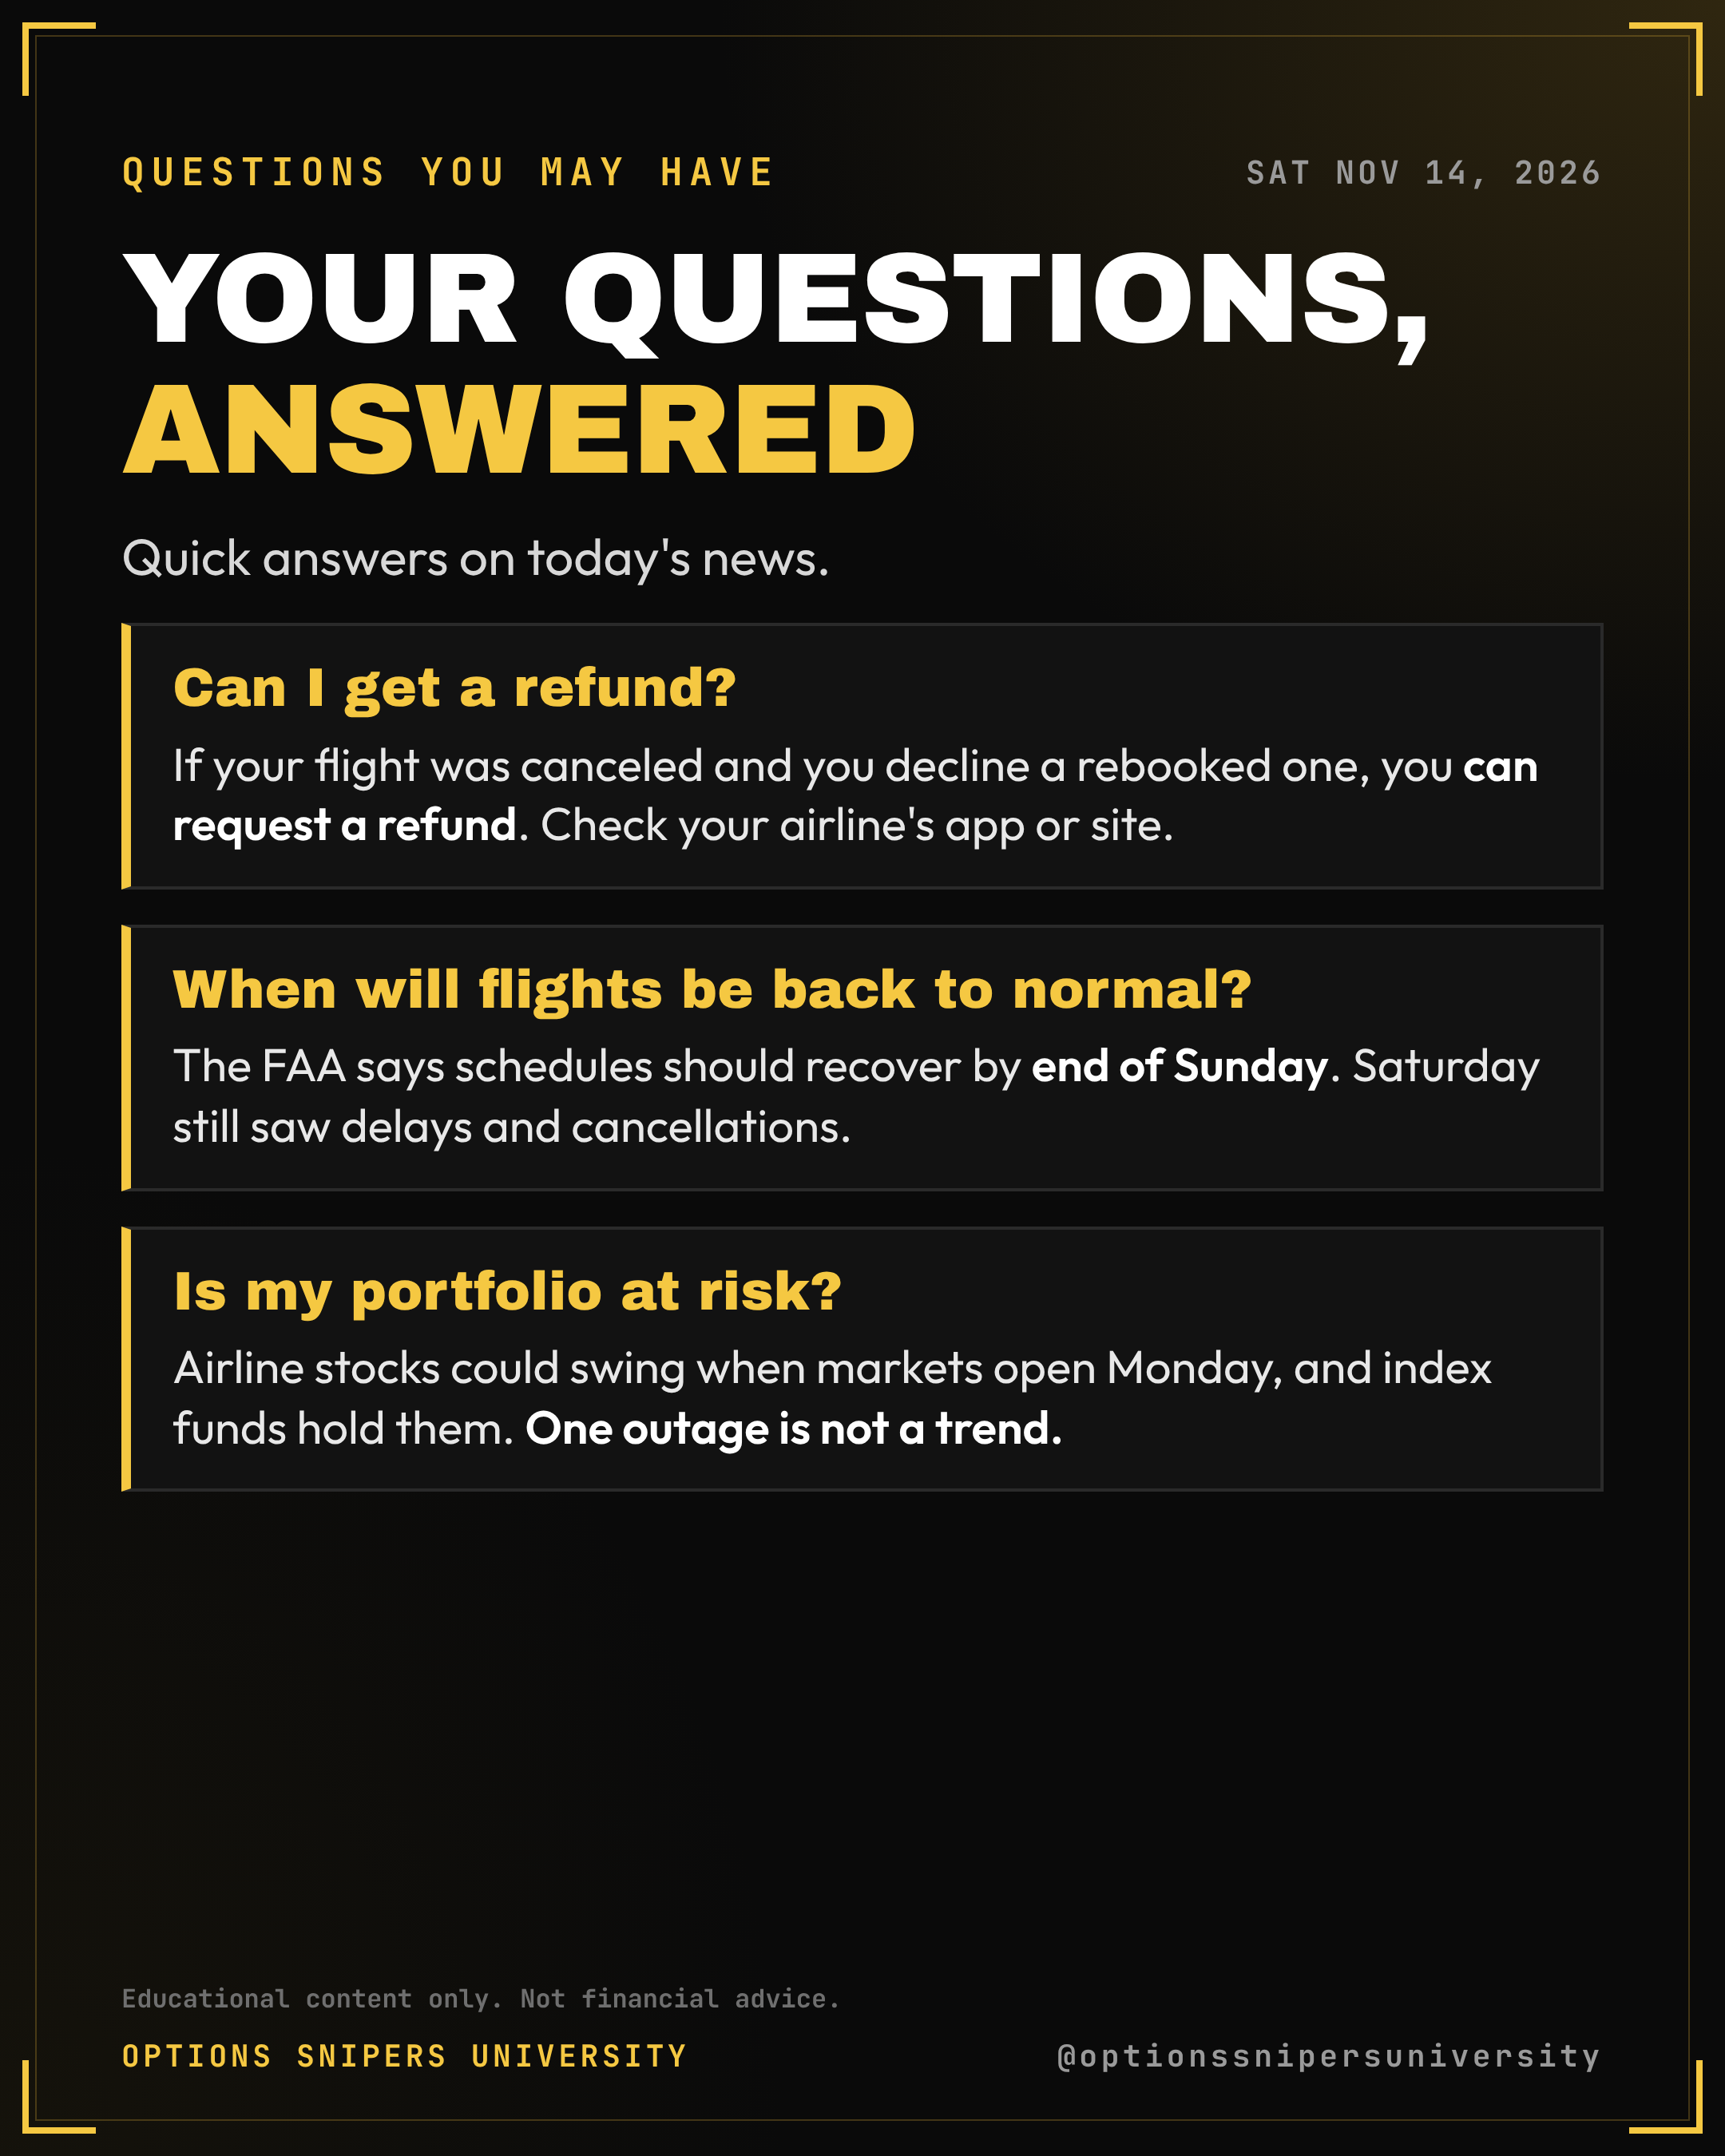 QUESTIONS YOU MAY HAVE
SAT NOV 14, 2026
YOUR QUESTIONS,
ANSWERED
Quick answers on today's news.
Can I get a refund?
If your flight was canceled and you decline a rebooked one, you can
request a refund. Check your airline's app or site.
When will flights be back to normal?
The FAA says schedules should recover by end of Sunday. Saturday
still saw delays and cancellations.
Is my portfolio at risk?
Airline stocks could swing when markets open Monday, and index
funds hold them. One outage is not a trend.
Educational content only. Not financial advice.
OPTIONS SNIPERS UNIVERSITY
@optionssnipersuniversity